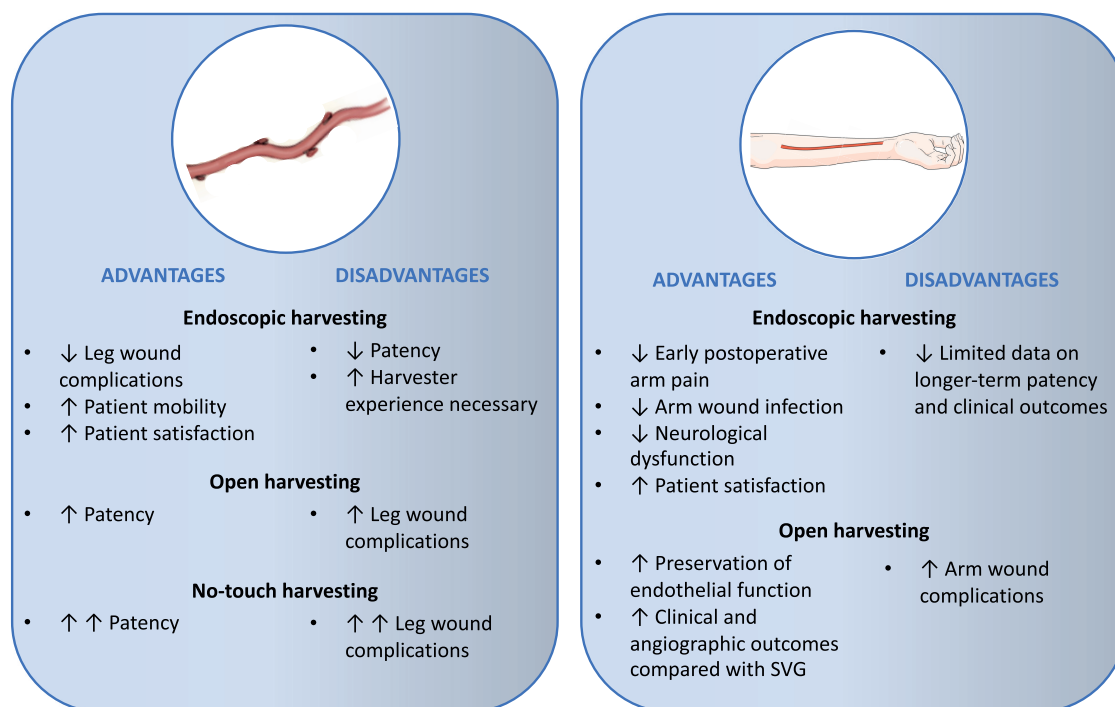 ADVANTAGES
DISADVANTAGES
Endoscopic harvesting
• ↓ Leg wound
complications
• ↑ Patient mobility
• ↑ Patient satisfaction
• ↓ Patency
• ↑ Harvester
experience necessary
Open harvesting
• ↑ Patency
• ↑ Leg wound
complications
No-touch harvesting
• ↑ ↑ Patency
• ↑ ↑ Leg wound
complications
ADVANTAGES
DISADVANTAGES
Endoscopic harvesting
• ↓ Early postoperative
arm pain
• ↓ Arm wound infection
• ↓ Neurological
dysfunction
• ↑ Patient satisfaction
• ↓ Limited data on
longer-term patency
and clinical outcomes
Open harvesting
• ↑ Preservation of
endothelial function
• ↑ Clinical and
angiographic outcomes
compared with SVG
• ↑ Arm wound
complications